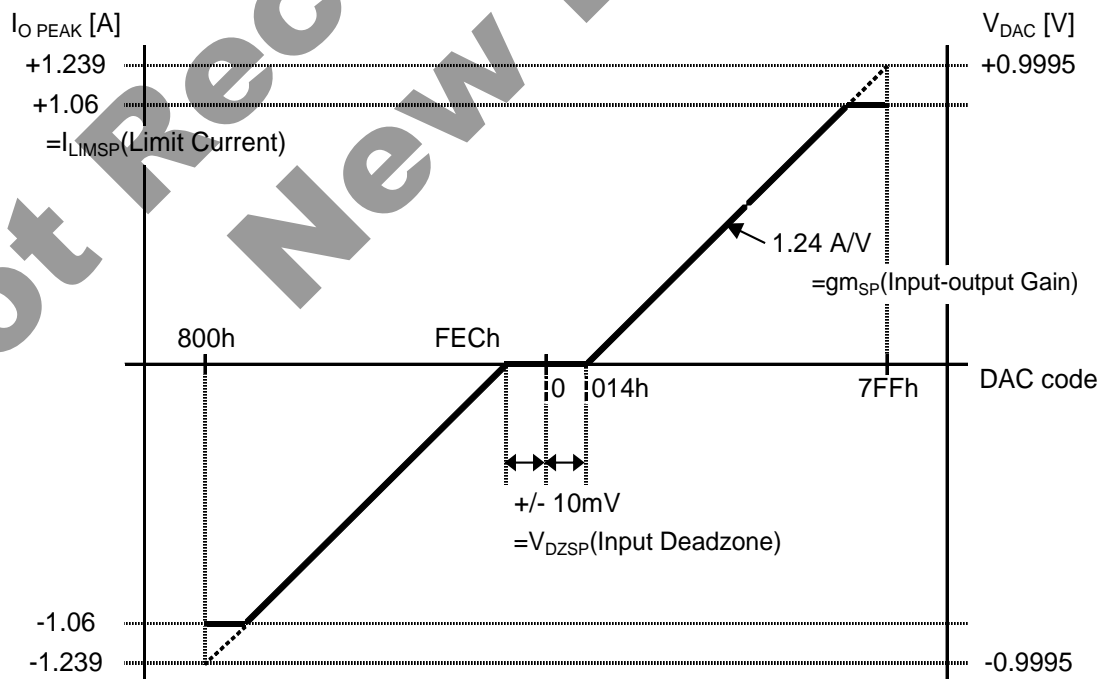 I_O PEAK [A]
V_DAC [V]
+1.239
+0.9995
+1.06
=I_LIMSP(Limit Current)
1.24 A/V
=gm_SP(Input-output Gain)
800h
FECh
0
014h
7FFh
DAC code
+/- 10mV
=V_DZSP(Input Deadzone)
-1.06
-1.239
-0.9995
New